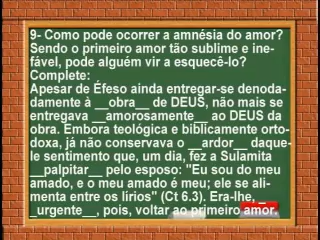 9- Como pode ocorrer a amnésia do amor?
Sendo o primeiro amor tão sublime e ine-
fável, pode alguém vir a esquecê-lo?
Complete:
Apesar de Éfeso ainda entregar-se denoda-
damente à __obra__ de DEUS, não mais se
entregava __amorosamente__ ao DEUS da
obra. Embora teológica e biblicamente orto-
doxa, já não conservava o __ardor__ daque-
le sentimento que, um dia, fez a Sulamita
__palpitar__ pelo esposo: "Eu sou do meu
amado, e o meu amado é meu; ele se ali-
menta entre os lírios" (Ct 6.3). Era-lhe, _
_urgente__, pois, voltar ao primeiro amor.